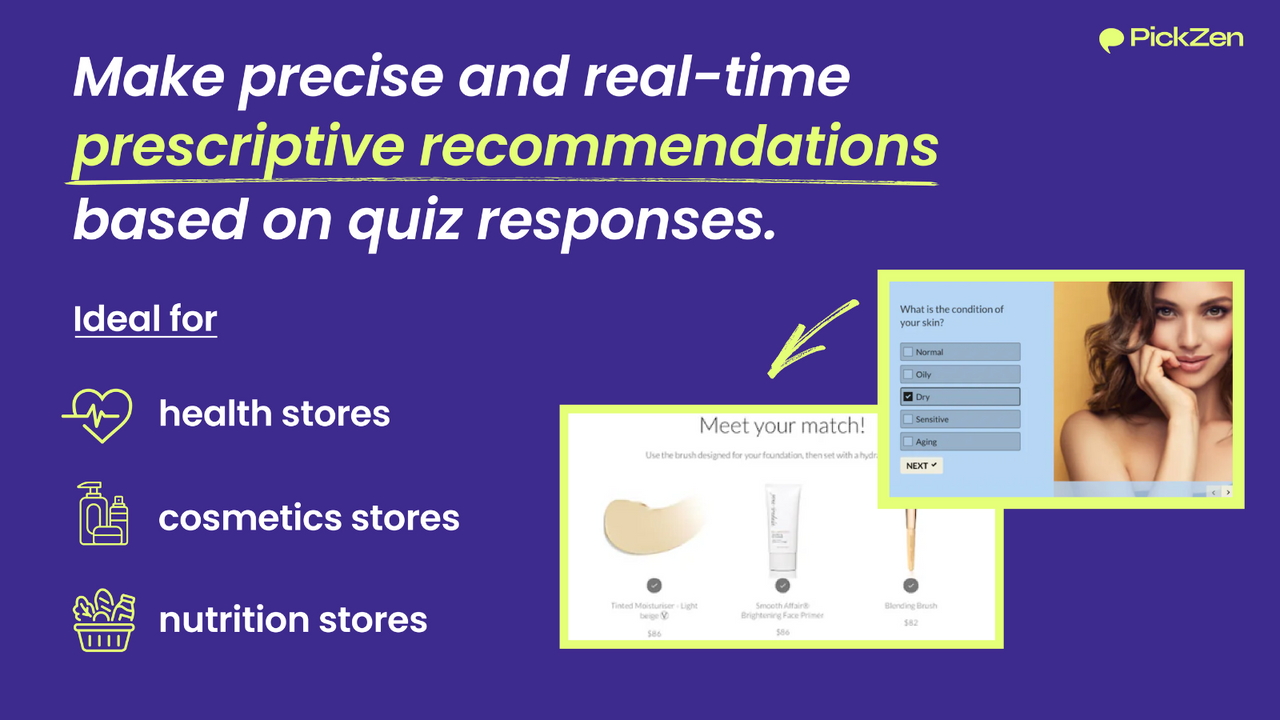 PickZen
Make precise and real-time
prescriptive recommendations
based on quiz responses.
Ideal for
health stores
cosmetics stores
nutrition stores
What is the condition of
your skin?
Normal
Oily
Dry
Sensitive
Aging
NEXT
Meet your match!
Use the brush designed for your foundation, then set with a
Tinted Moisturiser - Light
beige
$86
Smooth Affair®
Brightening Face Primer
$86
Blending Brush
$82